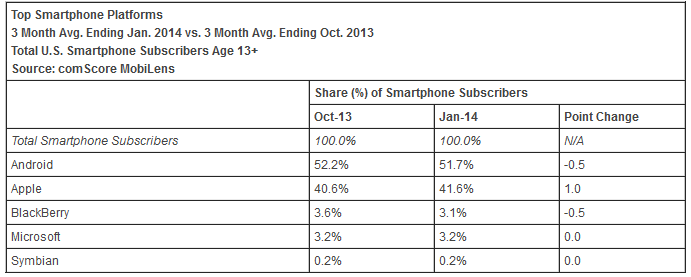 Top Smartphone Platforms
3 Month Avg. Ending Jan. 2014 vs. 3 Month Avg. Ending Oct. 2013
Total U.S. Smartphone Subscribers Age 13+
Source: comScore MobiLens
Share (%) of Smartphone Subscribers
Oct-13 Jan-14 Point Change
Total Smartphone Subscribers 100.0% 100.0% N/A
Android 52.2% 51.7% -0.5
Apple 40.6% 41.6% 1.0
BlackBerry 3.6% 3.1% -0.5
Microsoft 3.2% 3.2% 0.0
Symbian 0.2% 0.2% 0.0